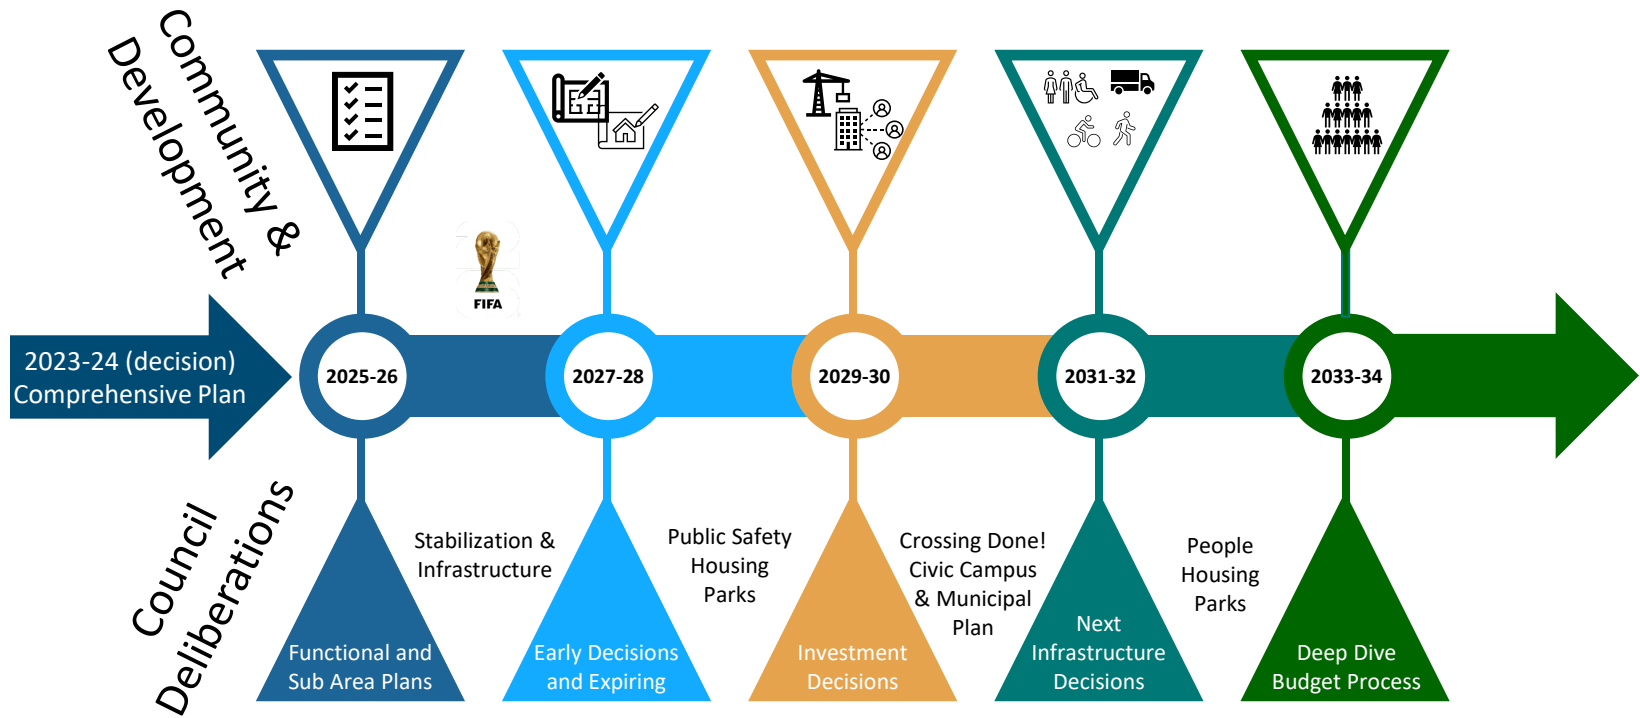 Community &
Development
FIFA
2023-24 (decision)
Comprehensive Plan
2025-26
2027-28
2029-30
2031-32
2033-34
Council
Deliberations
Functional and
Sub Area Plans
Stabilization &
Infrastructure
Early Decisions
and Expiring
Public Safety
Housing
Parks
Investment
Decisions
Crossing Done!
Civic Campus
& Municipal
Plan
Next
Infrastructure
Decisions
People
Housing
Parks
Deep Dive
Budget Process